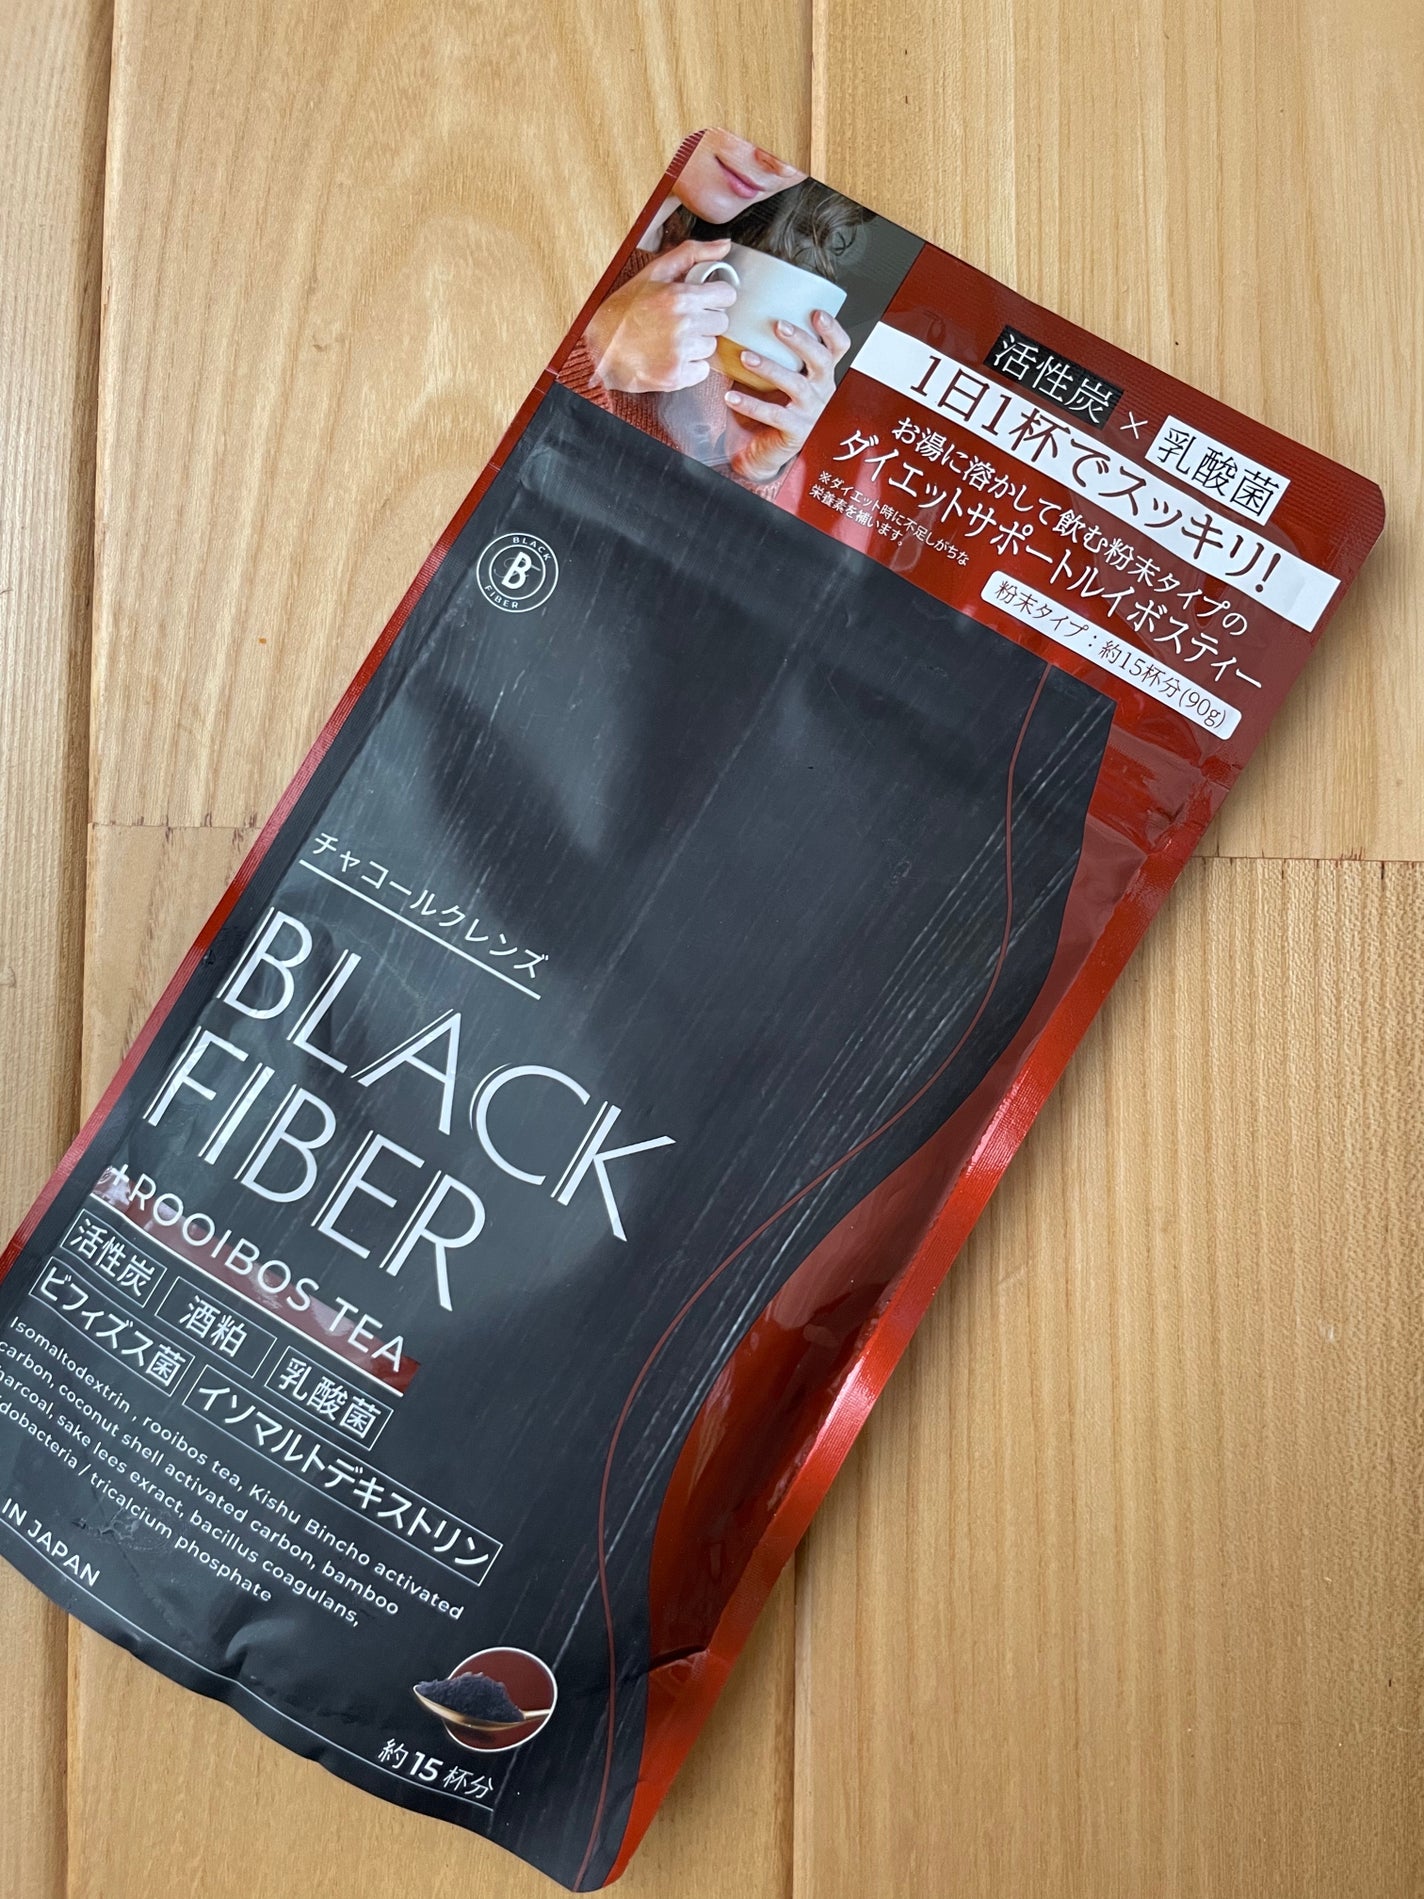 活性炭 × 乳酸菌
1日1杯でスッキリ!
お湯に溶かして飲む粉末タイプの
ダイエットサポートルイボスティー
※ダイエット時に不足しがちな
栄養素を補います。
粉末タイプ：約15杯分(90g)
BLACK
B
FIBER
チャコールクレンズ
BLACK
FIBER
+ROOIBOS TEA
活性炭 酒粕 乳酸菌
ビフィズス菌 イソマルトデキストリン
Isomaltodextrin , rooibos tea, Kishu Bincho activated
carbon, coconut shell activated carbon, bamboo
harcoal, sake lees exract, bacillus coagulans,
dobacteria / tricalcium phosphate
IN JAPAN
約15杯分